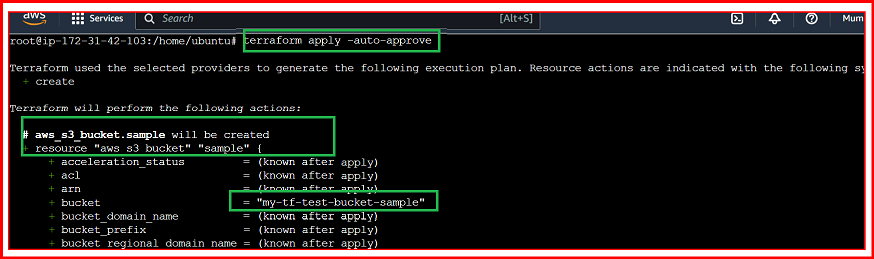 aws Services Search [Alt+S] Mum
root@ip-172-31-42-103:/home/ubuntu# terraform apply -auto-approve
Terraform used the selected providers to generate the following execution plan. Resource actions are indicated with the following sy
+ create
Terraform will perform the following actions:
# aws_s3_bucket.sample will be created
+ resource "aws_s3_bucket" "sample" {
+ acceleration_status = (known after apply)
+ acl = (known after apply)
+ arn = (known after apply)
+ bucket = "my-tf-test-bucket-sample"
+ bucket_domain_name = (known after apply)
+ bucket_prefix = (known after apply)
+ bucket_regional_domain_name = (known after apply)